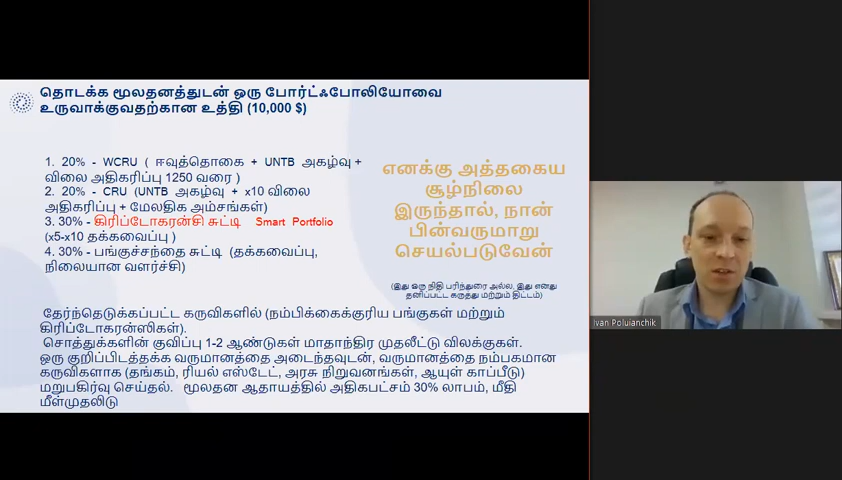 தொடக்க மூலதனத்துடன் ஒரு போர்ட்ஃபோலியோவை
உருவாக்குவதற்கான உத்தி (10,000 $)
1. 20% - WCRU ( ஈவுத்தொகை + UNTB அகழ்வு +
விலை அதிகரிப்பு 1250 வரை )
2. 20% - CRU (UNTB அகழ்வு + x10 விலை
அதிகரிப்பு + மேலதிக அம்சங்கள்)
3. 30% - கிரிப்டோகரன்சி சுட்டி Smart Portfolio
(x5-x10 தக்கவைப்பு )
4. 30% - பங்குச்சந்தை சுட்டி (தக்கவைப்பு,
நிலையான வளர்ச்சி)
எனக்கு அத்தகைய
சூழ்நிலை
இருந்தால், நான்
பின்வருமாறு
செயல்படுவேன்
(இது ஒரு நிதி பரிந்துரை அல்ல, இது எனது
தனிப்பட்ட கருத்து மற்றும் திட்டம்)
தேர்ந்தெடுக்கப்பட்ட கருவிகளில் (நம்பிக்கைக்குரிய பங்குகள் மற்றும்
கிரிப்டோகரன்ஸிகள்).
சொத்துக்களின் குவிப்பு 1-2 ஆண்டுகள் மாதாந்திர முதலீட்டு விலக்குகள்.
ஒரு குறிப்பிடத்தக்க வருமானத்தை அடைந்தவுடன், வருமானத்தை நம்பகமான
கருவிகளாக (தங்கம், ரியல் எஸ்டேட், அரசு நிறுவனங்கள், ஆயுள் காப்பீடு)
மறுபகிர்வு செய்தல். மூலதன ஆதாயத்தில் அதிகபட்சம் 30% லாபம், மீதி
மீள்முதலிடு
Ivan Poluianchik